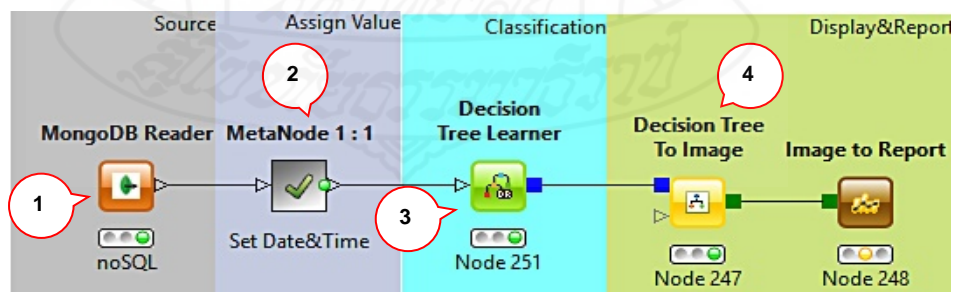 Source
Assign Value
Classification
Display&Report
2
4
MongoDB Reader
MetaNode 1 : 1
Decision
Tree Learner
Decision Tree
To Image
Image to Report
1
3
DB
noSQL
Set Date&Time
Node 251
Node 247
Node 248